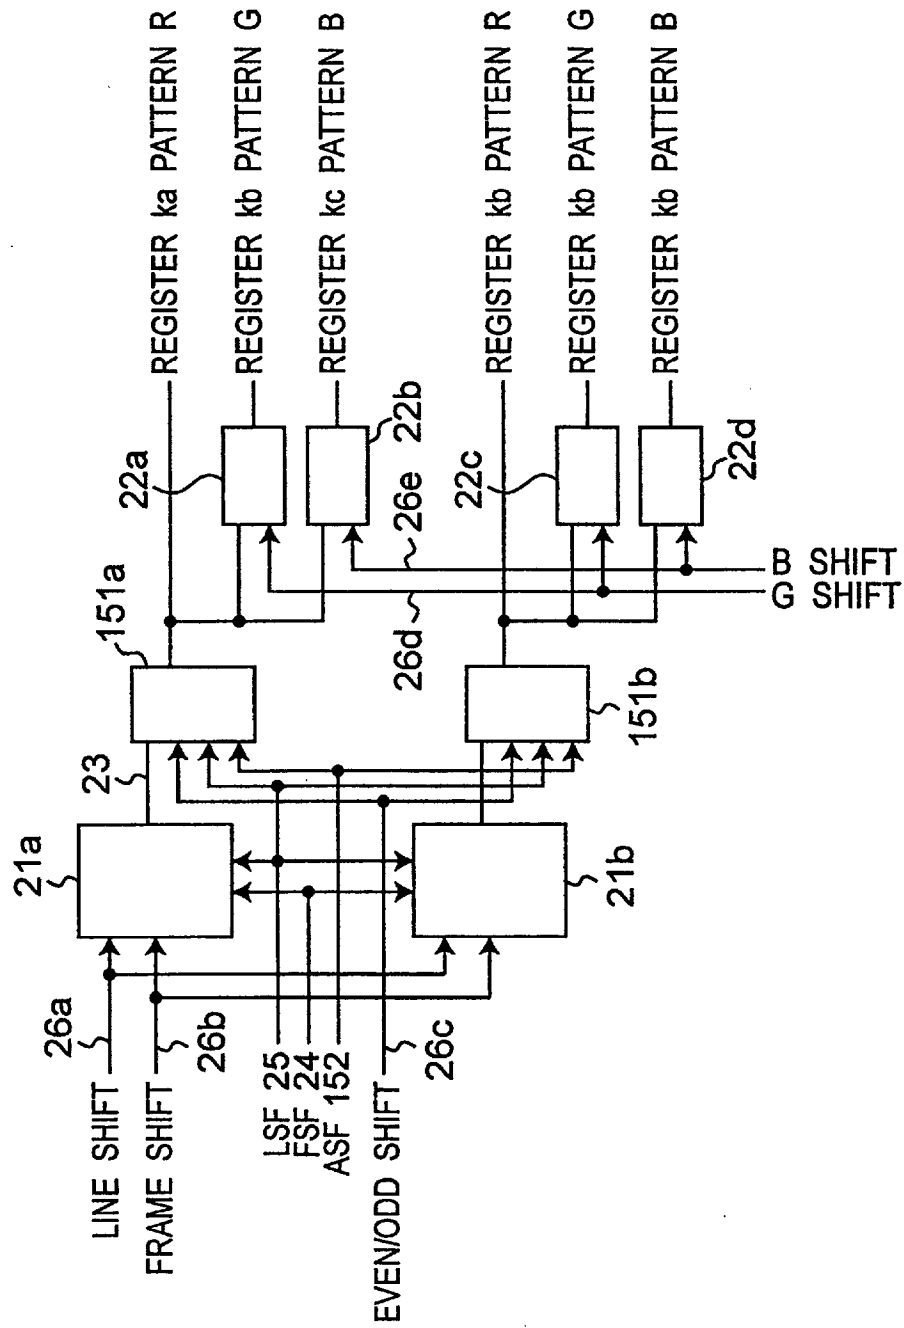 LINE SHIFT
26a
FRAME SHIFT
26b
LSF 25
FSF 24
ASF 152
EVEN/ODD SHIFT
26c
21a
23
151a
21b
151b
22a
22b
26d
26e
22c
22d
G SHIFT
B SHIFT
REGISTER ka PATTERN R
REGISTER kb PATTERN G
REGISTER kc PATTERN B
REGISTER kb PATTERN R
REGISTER kb PATTERN G
REGISTER kb PATTERN B